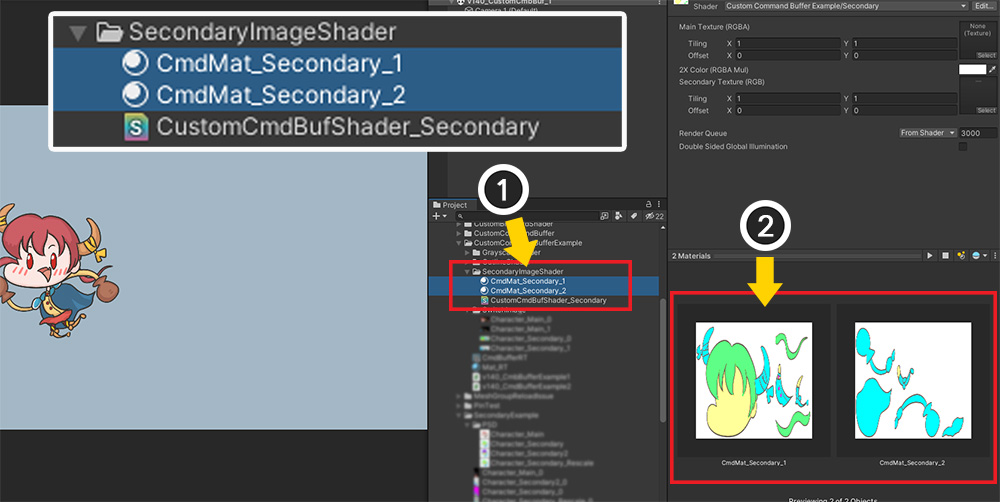 SecondaryImageShader
CmdMat_Secondary_1
CmdMat_Secondary_2
CustomCmdBufShader_Secondary
V140_CustomCmdBuf_1
Camera 1 (Default)
Shader Custom Command Buffer Example/Secondary Edit...
Main Texture (RGBA)
None
(Texture)
Tiling X 1 Y 1
Offset X 0 Y 0
Select
2X Color (RGBA Mul)
Secondary Texture (RGB)
Tiling X 1 Y 1
Offset X 0 Y 0
Select
Render Queue From Shader 3000
Double Sided Global Illumination
1
2
Project
22
CustomCommandBuffer
SecondaryImageShader
CmdMat_Secondary_1
CmdMat_Secondary_2
CustomCmdBufShader_Secondary
Character_Main_0
Character_Main_1
Character_Secondary_0
Character_Secondary_1
CmdBufferRT
Mat_RT
v140_CmdBufferExample1
v140_CmdBufferExample2
MeshGroupReloadIssue
PinTest
SecondaryExample
PSD
Character_Main
Character_Secondary
Character_Secondary2
Character_Secondary_Rescale
Character_Main_0
Character_Secondary2_0
Character_Secondary_0
2 Materials
CmdMat_Secondary_1
CmdMat_Secondary_2
Previewing 2 of 2 Objects